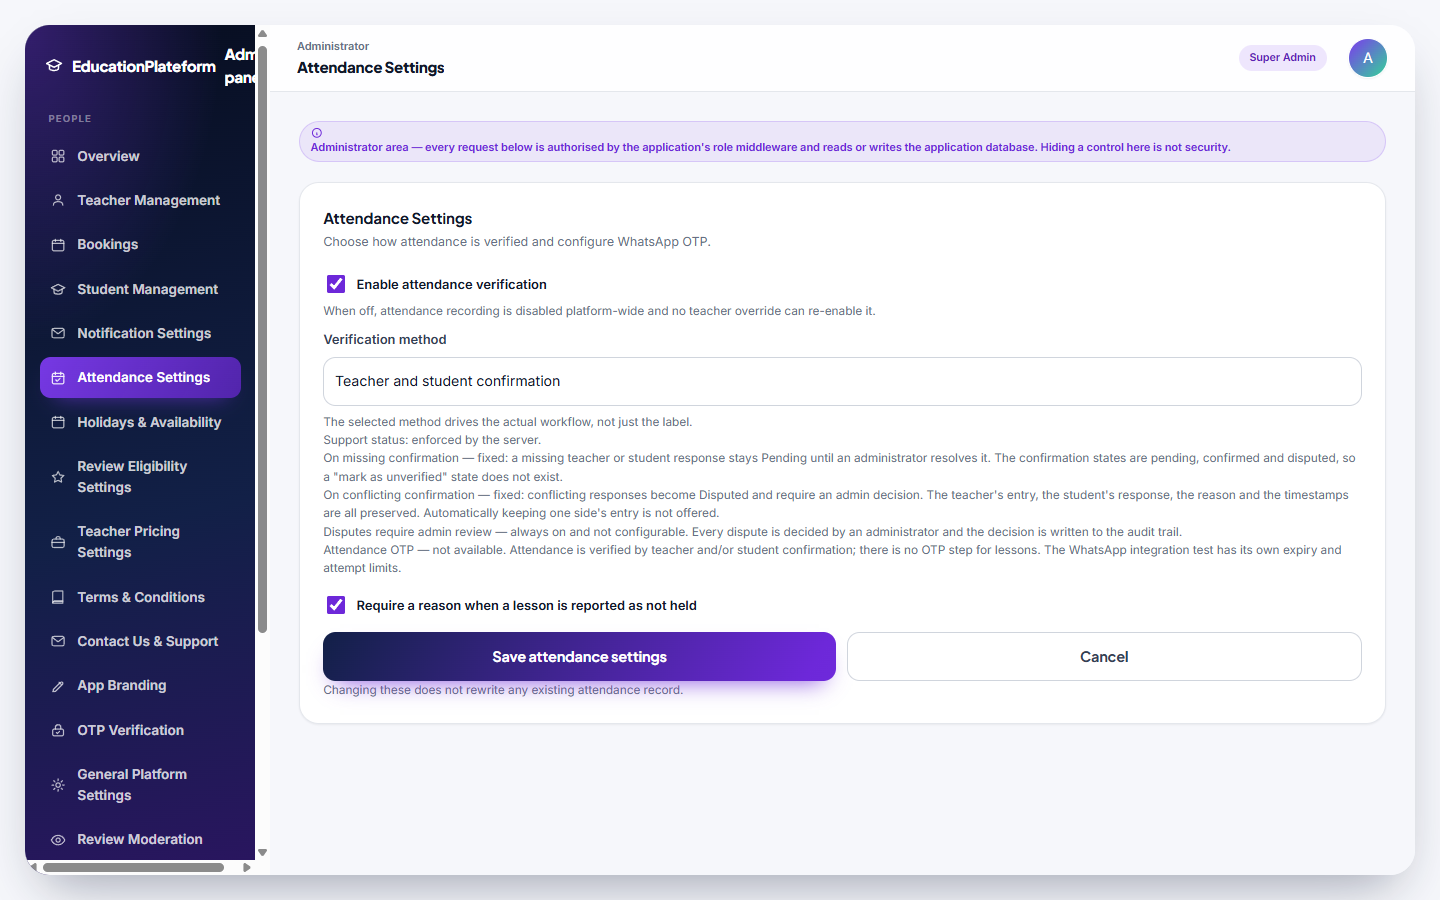 EducationPlateform
Adm
pane
PEOPLE
Overview
Teacher Management
Bookings
Student Management
Notification Settings
Attendance Settings
Holidays & Availability
Review Eligibility
Settings
Teacher Pricing
Settings
Terms & Conditions
Contact Us & Support
App Branding
OTP Verification
General Platform
Settings
Review Moderation
Administrator
Attendance Settings
Super Admin
A
Administrator area — every request below is authorised by the application's role middleware and reads or writes the application database. Hiding a control here is not security.
Attendance Settings
Choose how attendance is verified and configure WhatsApp OTP.
Enable attendance verification
When off, attendance recording is disabled platform-wide and no teacher override can re-enable it.
Verification method
Teacher and student confirmation
The selected method drives the actual workflow, not just the label.
Support status: enforced by the server.
On missing confirmation — fixed: a missing teacher or student response stays Pending until an administrator resolves it. The confirmation states are pending, confirmed and disputed, so
a "mark as unverified" state does not exist.
On conflicting confirmation — fixed: conflicting responses become Disputed and require an admin decision. The teacher's entry, the student's response, the reason and the timestamps
are all preserved. Automatically keeping one side's entry is not offered.
Disputes require admin review — always on and not configurable. Every dispute is decided by an administrator and the decision is written to the audit trail.
Attendance OTP — not available. Attendance is verified by teacher and/or student confirmation; there is no OTP step for lessons. The WhatsApp integration test has its own expiry and
attempt limits.
Require a reason when a lesson is reported as not held
Save attendance settings
Cancel
Changing these does not rewrite any existing attendance record.